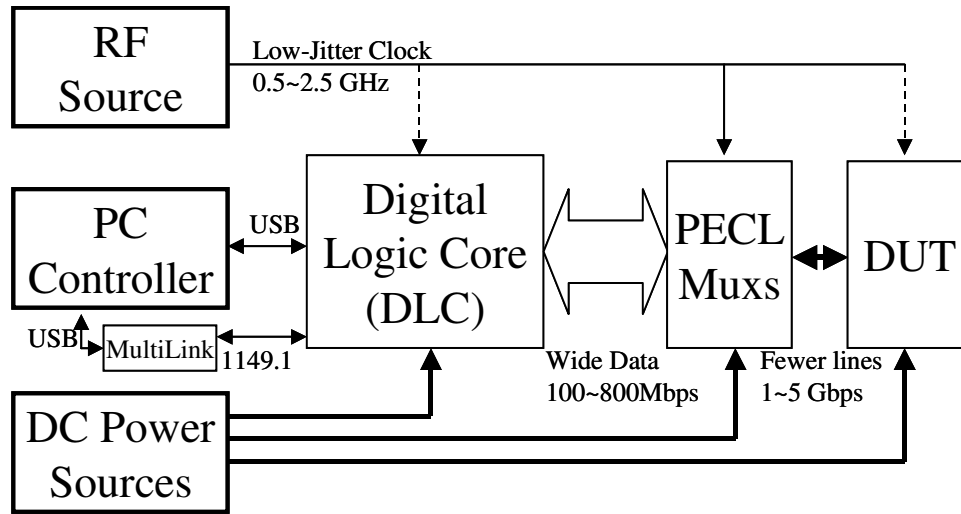 RF
Source
Low-Jitter Clock
0.5~2.5 GHz
PC
Controller
USB
Digital
Logic Core
(DLC)
PECL
Muxs
DUT
USB
MultiLink
1149.1
Wide Data
100~800Mbps
Fewer lines
1~5 Gbps
DC Power
Sources